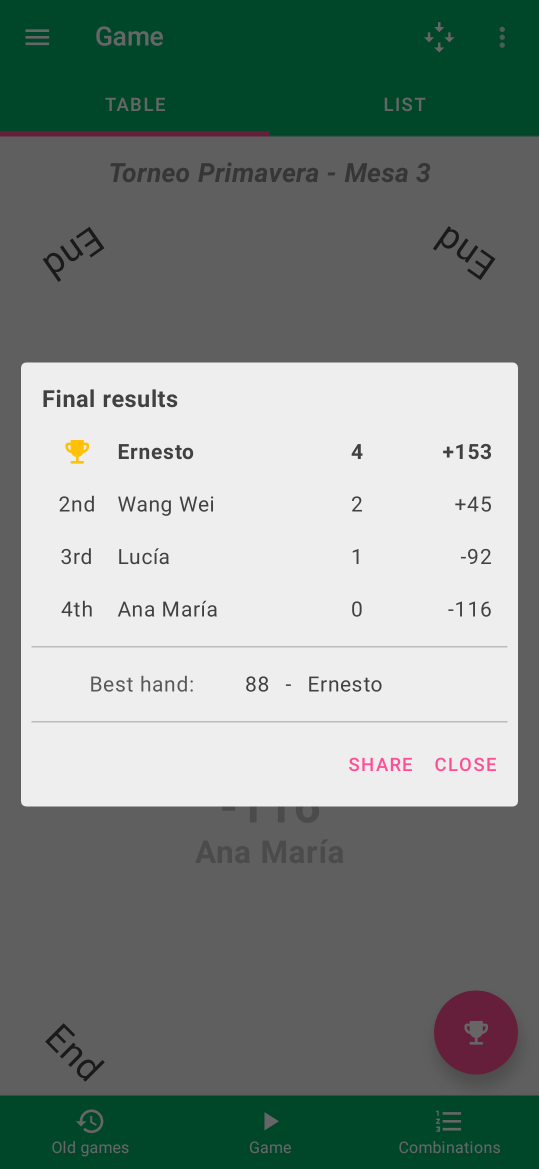 Game
TABLE LIST
Torneo Primavera - Mesa 3
End End
Final results
Ernesto 4 +153
2nd Wang Wei 2 +45
3rd Lucía 1 -92
4th Ana María 0 -116
Best hand: 88 - Ernesto
SHARE CLOSE
-116
Ana María
End
Old games Game Combinations